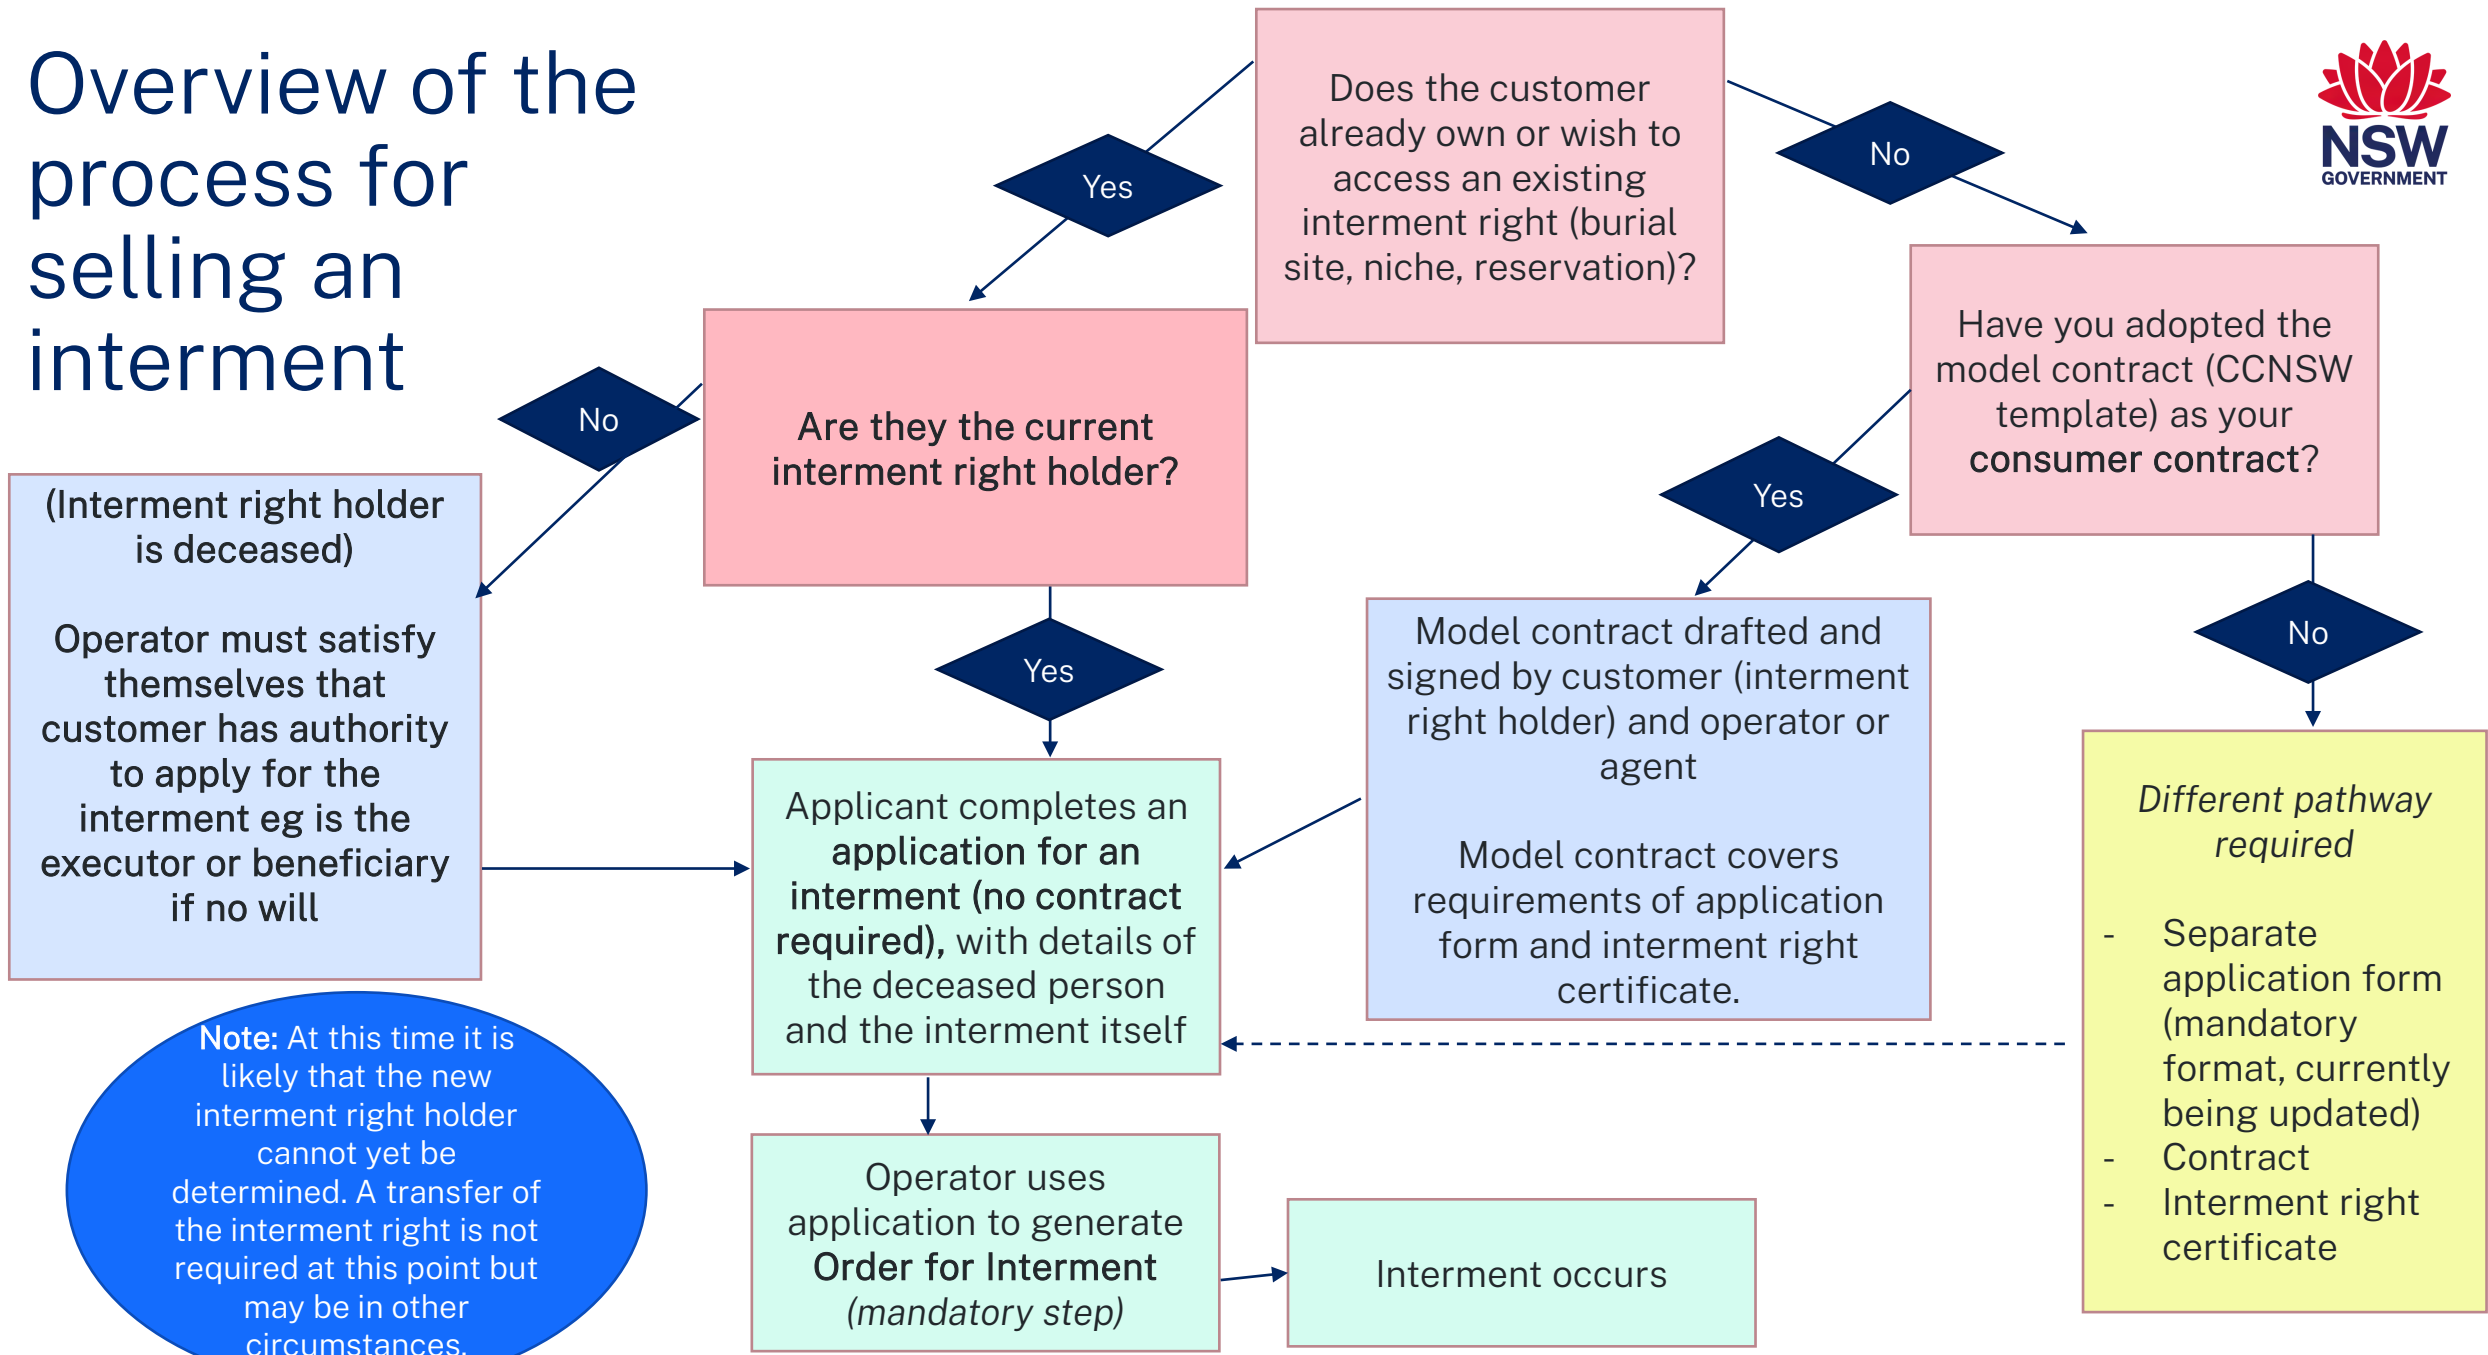 Overview of the
process for
selling an
interment
Does the customer
already own or wish to
access an existing
interment right (burial
site, niche, reservation)?
NSW
GOVERNMENT
Yes
No
Are they the current
interment right holder?
Have you adopted the
model contract (CCNSW
template) as your
consumer contract?
No
Yes
Yes
No
(Interment right holder
is deceased)
Operator must satisfy
themselves that
customer has authority
to apply for the
interment eg is the
executor or beneficiary
if no will
Model contract drafted and
signed by customer (interment
right holder) and operator or
agent
Model contract covers
requirements of application
form and interment right
certificate.
Different pathway
required
- Separate
application form
(mandatory
format, currently
being updated)
- Contract
- Interment right
certificate
Applicant completes an
application for an
interment (no contract
required), with details of
the deceased person
and the interment itself
Note: At this time it is
likely that the new
interment right holder
cannot yet be
determined. A transfer of
the interment right is not
required at this point but
may be in other
circumstances.
Operator uses
application to generate
Order for Interment
(mandatory step)
Interment occurs